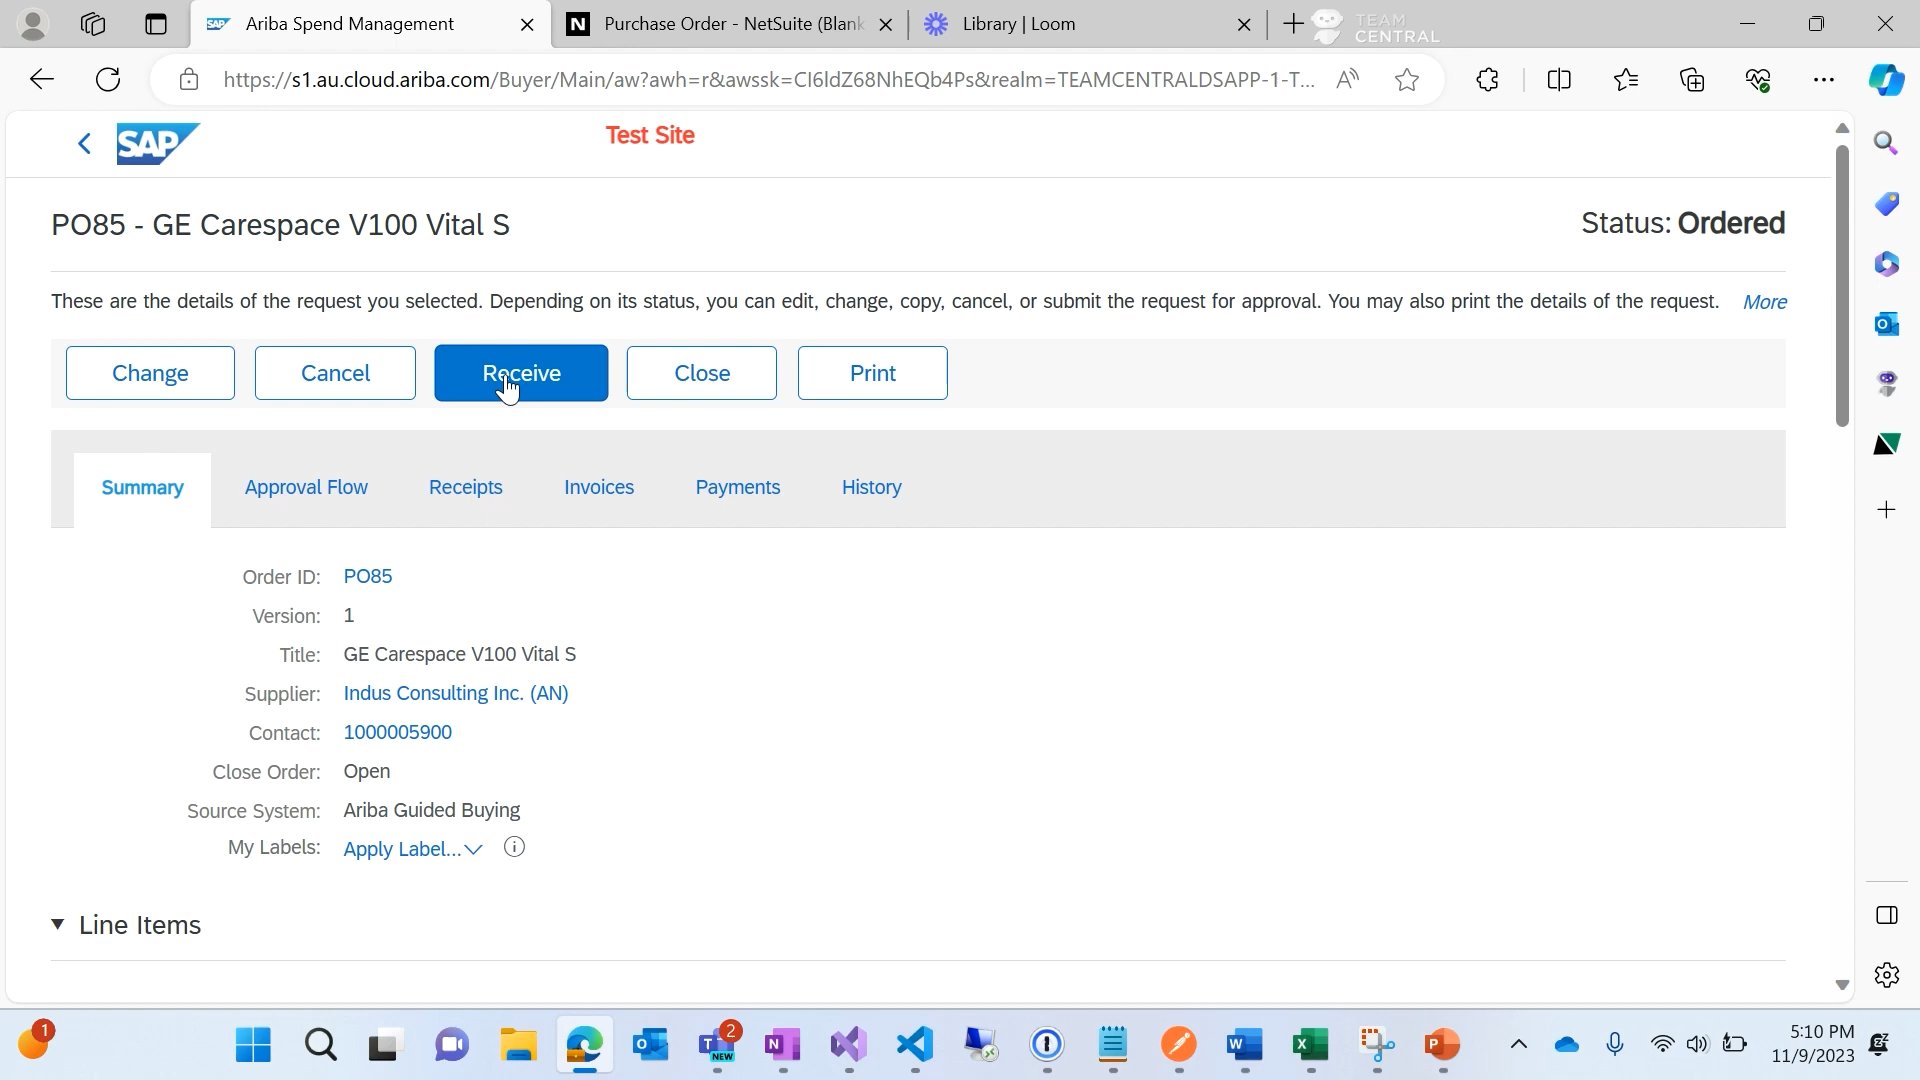 SAP Ariba Spend Management
N Purchase Order - NetSuite (Blank
Library | Loom
TEAM
CENTRAL
https://s1.au.cloud.ariba.com/Buyer/Main/aw?awh=r&awssk=CI6ldZ68NhEQb4Ps&realm=TEAMCENTRALDSAPP-1-T...
SAP
Test Site
PO85 - GE Carespace V100 Vital S
Status: Ordered
These are the details of the request you selected. Depending on its status, you can edit, change, copy, cancel, or submit the request for approval. You may also print the details of the request. More
Change Cancel Receive Close Print
Summary Approval Flow Receipts Invoices Payments History
Order ID: PO85
Version: 1
Title: GE Carespace V100 Vital S
Supplier: Indus Consulting Inc. (AN)
Contact: 1000005900
Close Order: Open
Source System: Ariba Guided Buying
My Labels: Apply Label...
Line Items
1
2
NEW
5:10 PM
11/9/2023